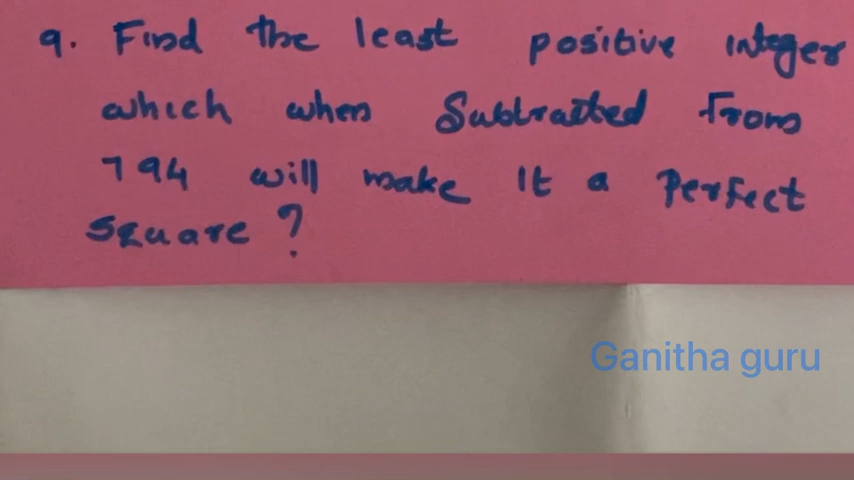 9. Find the least positive integer
which when Subtracted from
794 will make it a Perfect
square ?
Ganitha guru